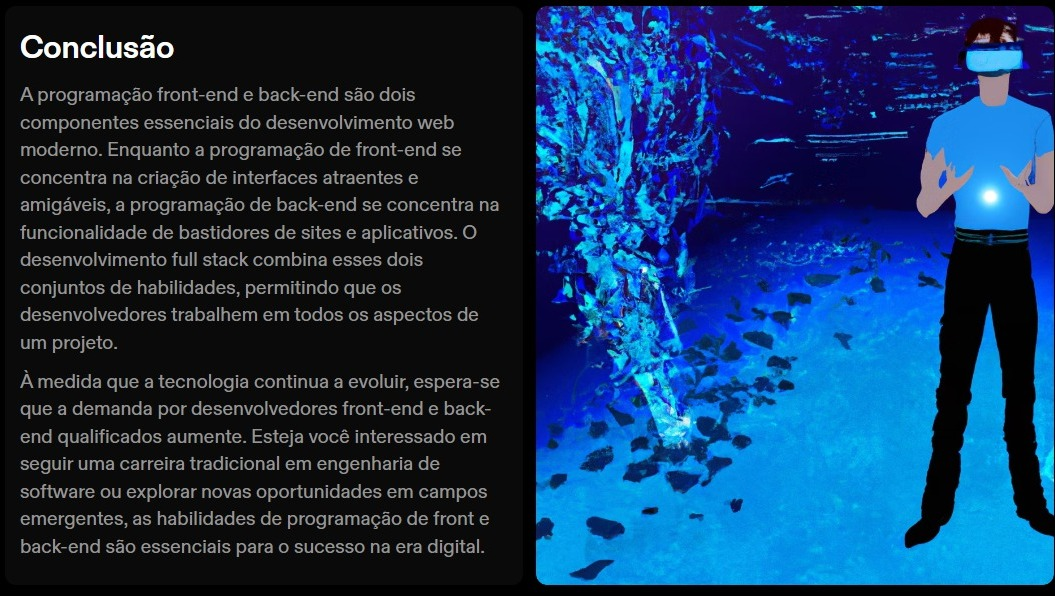 Conclusão
A programação front-end e back-end são dois
componentes essenciais do desenvolvimento web
moderno. Enquanto a programação de front-end se
concentra na criação de interfaces atraentes e
amigáveis, a programação de back-end se concentra na
funcionalidade de bastidores de sites e aplicativos. O
desenvolvimento full stack combina esses dois
conjuntos de habilidades, permitindo que os
desenvolvedores trabalhem em todos os aspectos de
um projeto.
À medida que a tecnologia continua a evoluir, espera-se
que a demanda por desenvolvedores front-end e back-
end qualificados aumente. Esteja você interessado em
seguir uma carreira tradicional em engenharia de
software ou explorar novas oportunidades em campos
emergentes, as habilidades de programação de front e
back-end são essenciais para o sucesso na era digital.